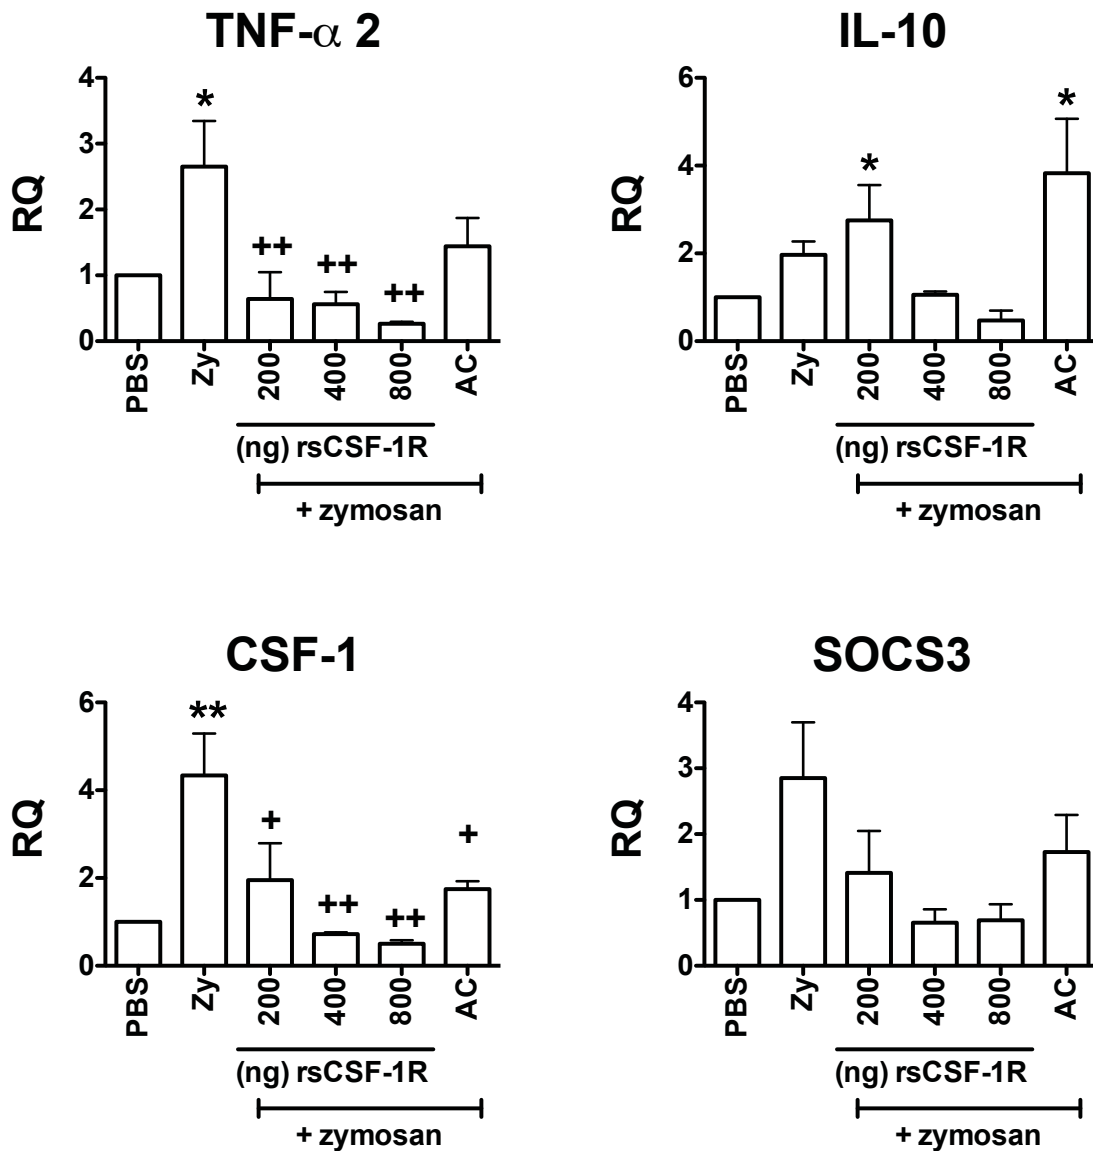 TNF-α 2
4
3
2
1
0
RQ
*
++
++
++
PBS
Zy
200
400
800
AC
(ng) rsCSF-1R
+ zymosan
IL-10
6
4
2
0
RQ
*
*
PBS
Zy
200
400
800
AC
(ng) rsCSF-1R
+ zymosan
CSF-1
6
4
2
0
RQ
**
+
++
++
+
PBS
Zy
200
400
800
AC
(ng) rsCSF-1R
+ zymosan
SOCS3
4
3
2
1
0
RQ
PBS
Zy
200
400
800
AC
(ng) rsCSF-1R
+ zymosan